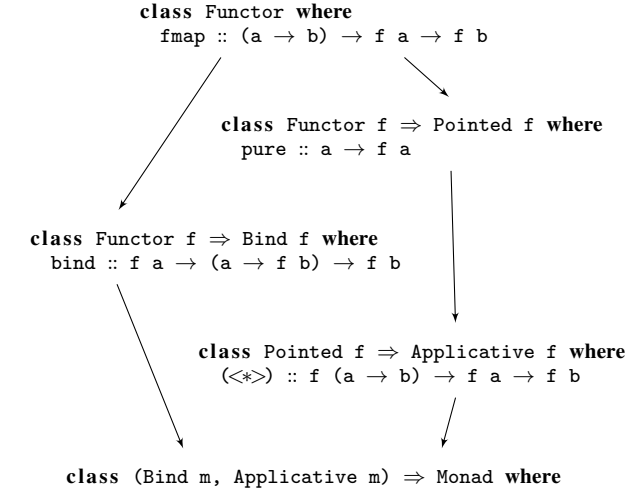 class Functor where
fmap :: (a → b) → f a → f b
class Functor f ⇒ Pointed f where
pure :: a → f a
class Functor f ⇒ Bind f where
bind :: f a → (a → f b) → f b
class Pointed f ⇒ Applicative f where
(<*>) :: f (a → b) → f a → f b
class (Bind m, Applicative m) ⇒ Monad where